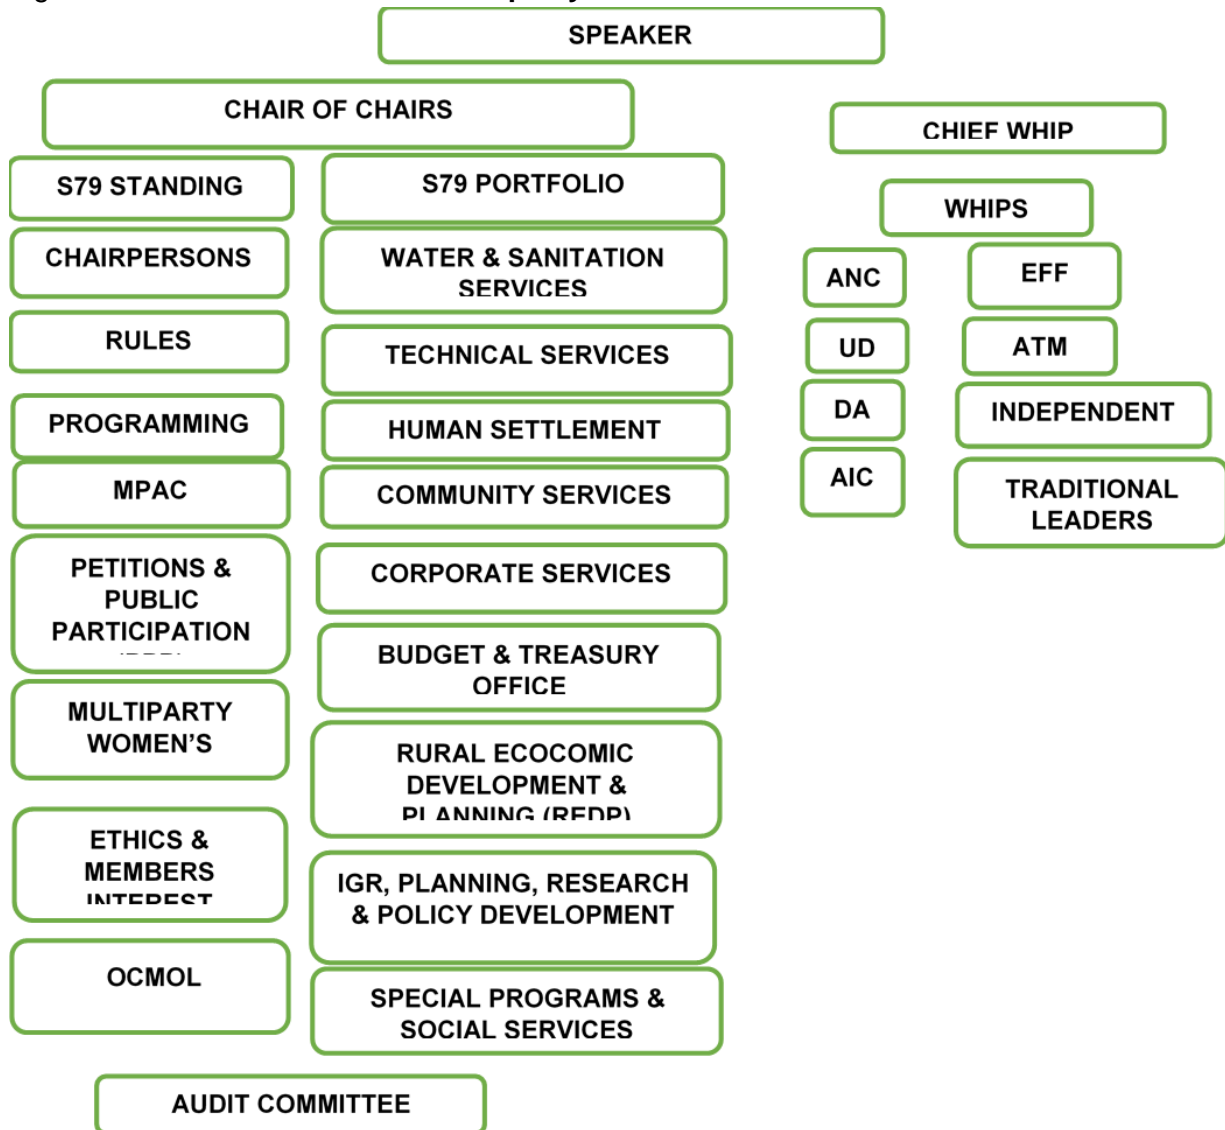 SPEAKER
CHAIR OF CHAIRS
CHIEF WHIP
S79 STANDING
S79 PORTFOLIO
WHIPS
CHAIRPERSONS
WATER & SANITATION
SERVICES
ANC
EFF
RULES
TECHNICAL SERVICES
UD
ATM
PROGRAMMING
HUMAN SETTLEMENT
DA
INDEPENDENT
MPAC
COMMUNITY SERVICES
AIC
TRADITIONAL
LEADERS
PETITIONS &
PUBLIC
PARTICIPATION
CORPORATE SERVICES
BUDGET & TREASURY
OFFICE
MULTIPARTY
WOMEN'S
RURAL ECOCOMIC
DEVELOPMENT &
PLANNING (REDP)
ETHICS &
MEMBERS
INTEREST
IGR, PLANNING, RESEARCH
& POLICY DEVELOPMENT
OCMOL
SPECIAL PROGRAMS &
SOCIAL SERVICES
AUDIT COMMITTEE